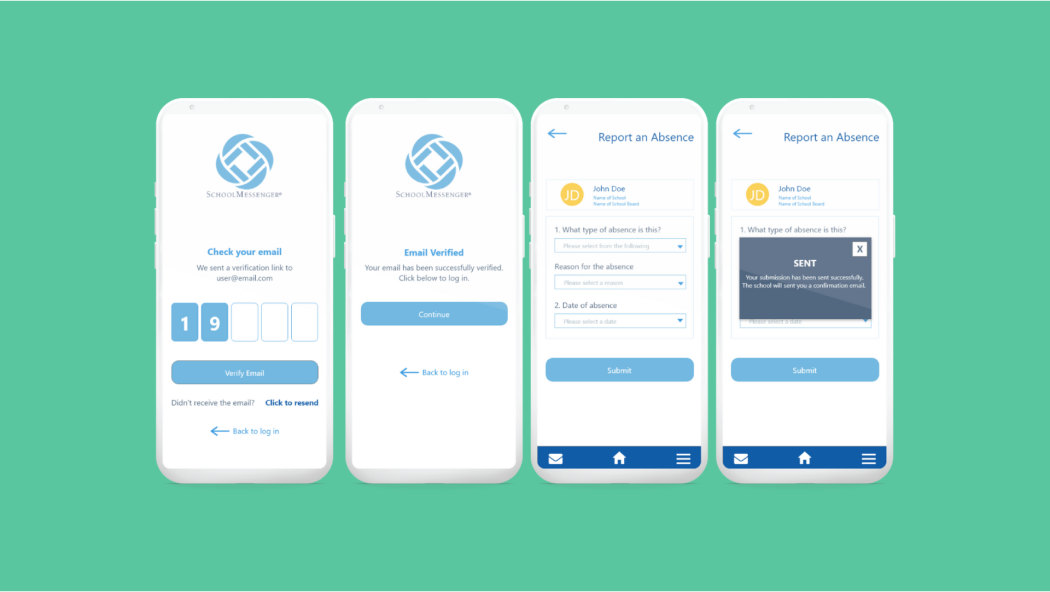 SCHOOLMESSENGER®
Check your email
We sent a verification link to
user@email.com
1 9
Verify Email
Didn't receive the email? Click to resend
Back to log in
SCHOOLMESSENGER®
Email Verified
Your email has been successfully verified.
Click below to log in.
Continue
Back to log in
Report an Absence
JD
John Doe
Name of School
Name of School Board
1. What type of absence is this?
Please select from the following
Reason for the absence
Please select a reason
2. Date of absence
Please select a date
Submit
Report an Absence
JD
John Doe
Name of School
Name of School Board
1. What type of absence is this?
X
SENT
Your submission has been sent successfully.
The school will sent you a confirmation email.
Please select a date
Submit